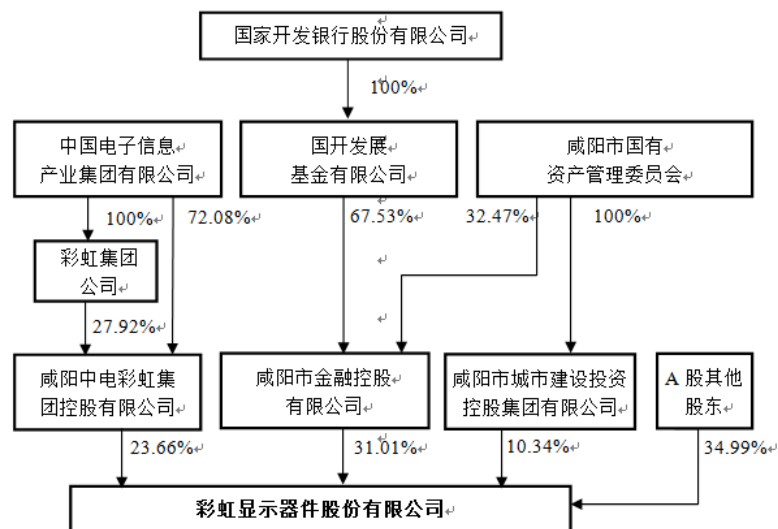 国家开发银行股份有限公司
100%
中国电子信息
产业集团有限公司
国开发展
基金有限公司
咸阳市国有
资产管理委员会
100%
72.08%
67.53%
32.47%
100%
彩虹集团
公司
27.92%
咸阳中电彩虹集
团控股有限公司
咸阳市金融控股
有限公司
咸阳市城市建设投资
控股集团有限公司
A 股其他
股东
23.66%
31.01%
10.34%
34.99%
彩虹显示器件股份有限公司